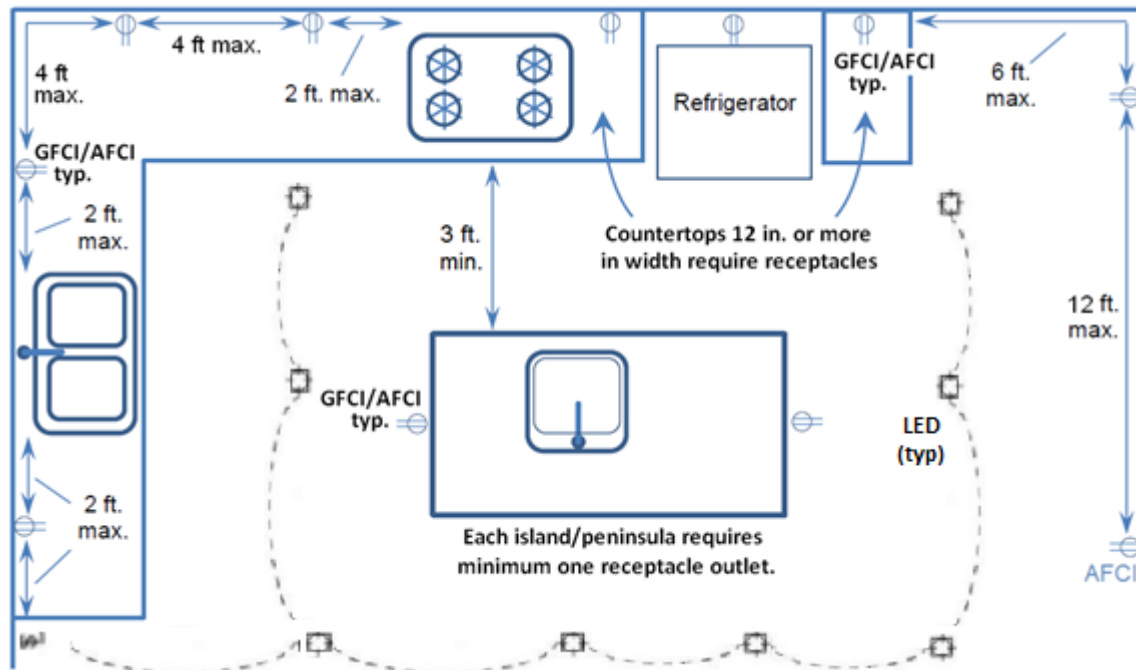 4 ft max.
2 ft. max.
4 ft
max.
GFCI/AFCI
typ.
Refrigerator
GFCI/AFCI
typ.
6 ft.
max.
2 ft.
max.
3 ft.
min.
Countertops 12 in. or more
in width require receptacles
12 ft.
max.
GFCI/AFCI
typ.
LED
(typ)
2 ft.
max.
Each island/peninsula requires
minimum one receptacle outlet.
AFCI